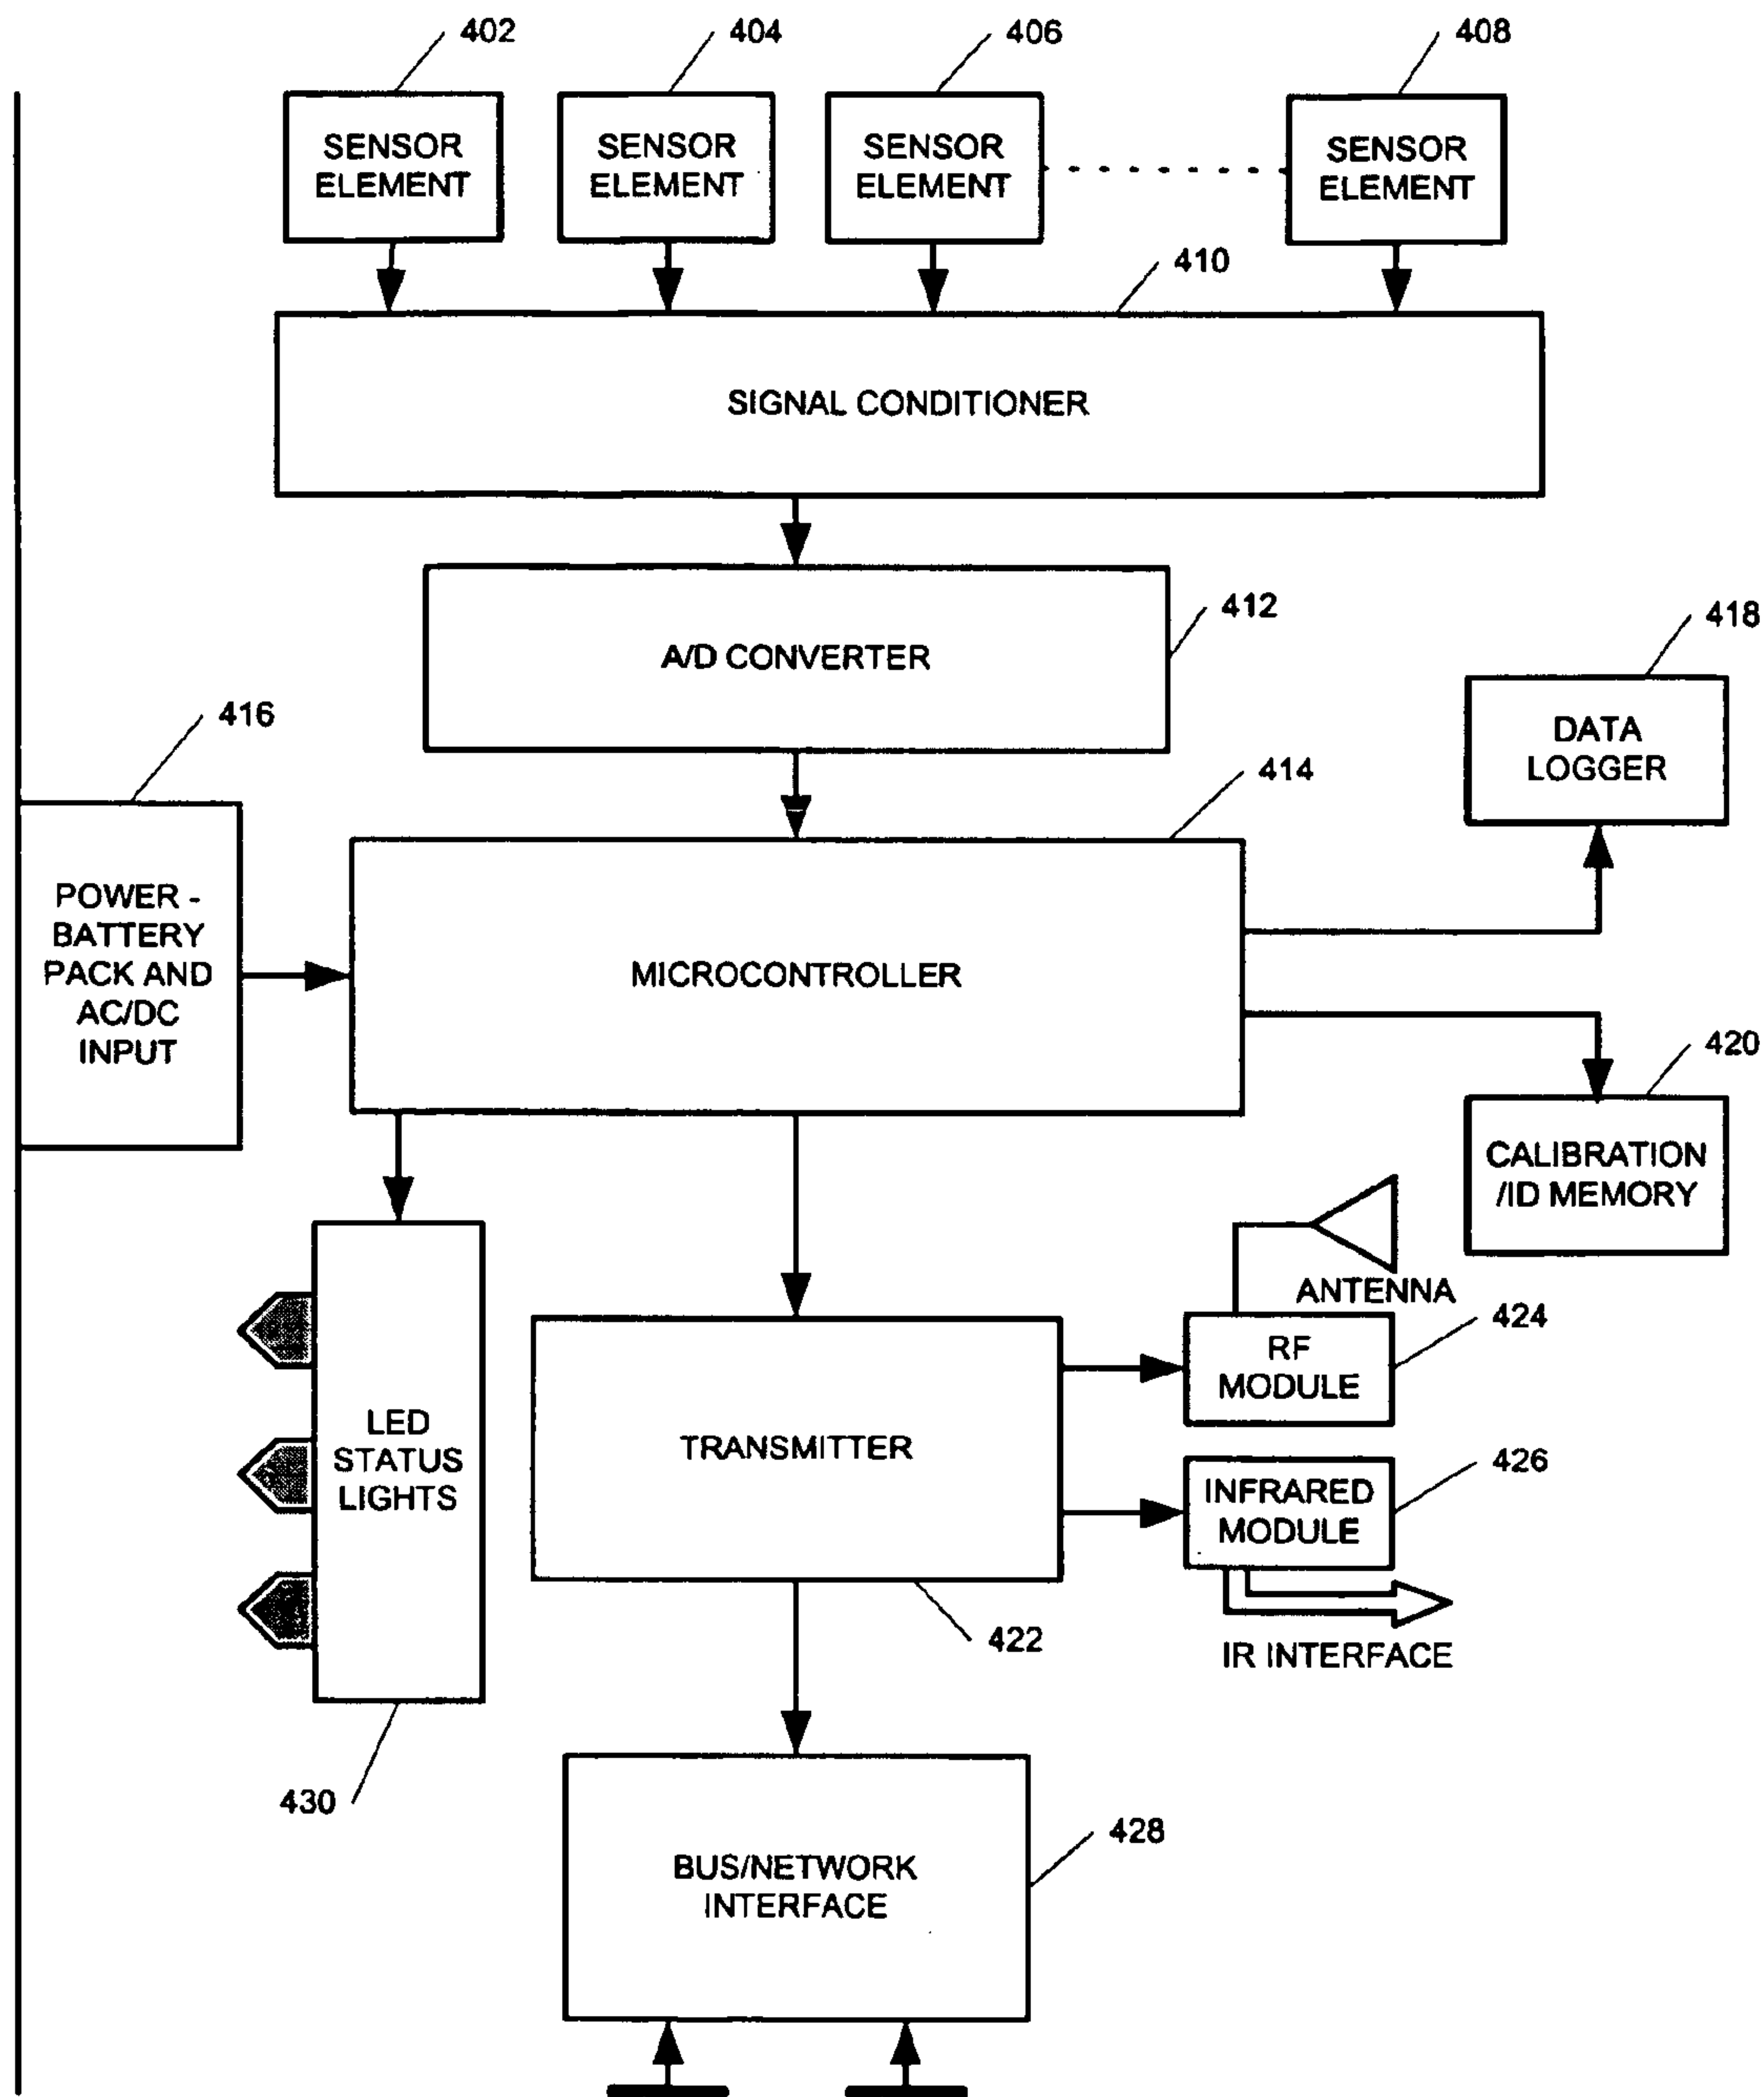 402
404
406
408
SENSOR
ELEMENT
SENSOR
ELEMENT
SENSOR
ELEMENT
SENSOR
ELEMENT
410
SIGNAL CONDITIONER
412
A/D CONVERTER
418
DATA
LOGGER
416
POWER -
BATTERY
PACK AND
AC/DC
INPUT
414
MICROCONTROLLER
420
CALIBRATION
/ID MEMORY
ANTENNA
424
RF
MODULE
LED
STATUS
LIGHTS
TRANSMITTER
426
INFRARED
MODULE
422
IR INTERFACE
430
428
BUS/NETWORK
INTERFACE